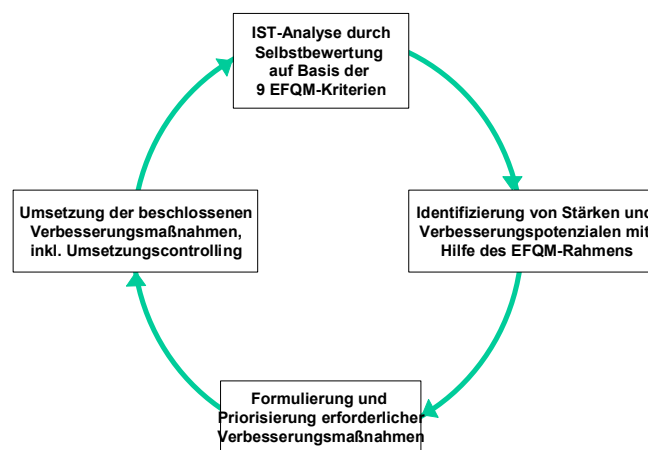 IST-Analyse durch
Selbstbewertung
auf Basis der
9 EFQM-Kriterien
Identifizierung von Stärken und
Verbesserungspotenzialen mit
Hilfe des EFQM-Rahmens
Formulierung und
Priorisierung erforderlicher
Verbesserungsmaßnahmen
Umsetzung der beschlossenen
Verbesserungsmaßnahmen,
inkl. Umsetzungscontrolling